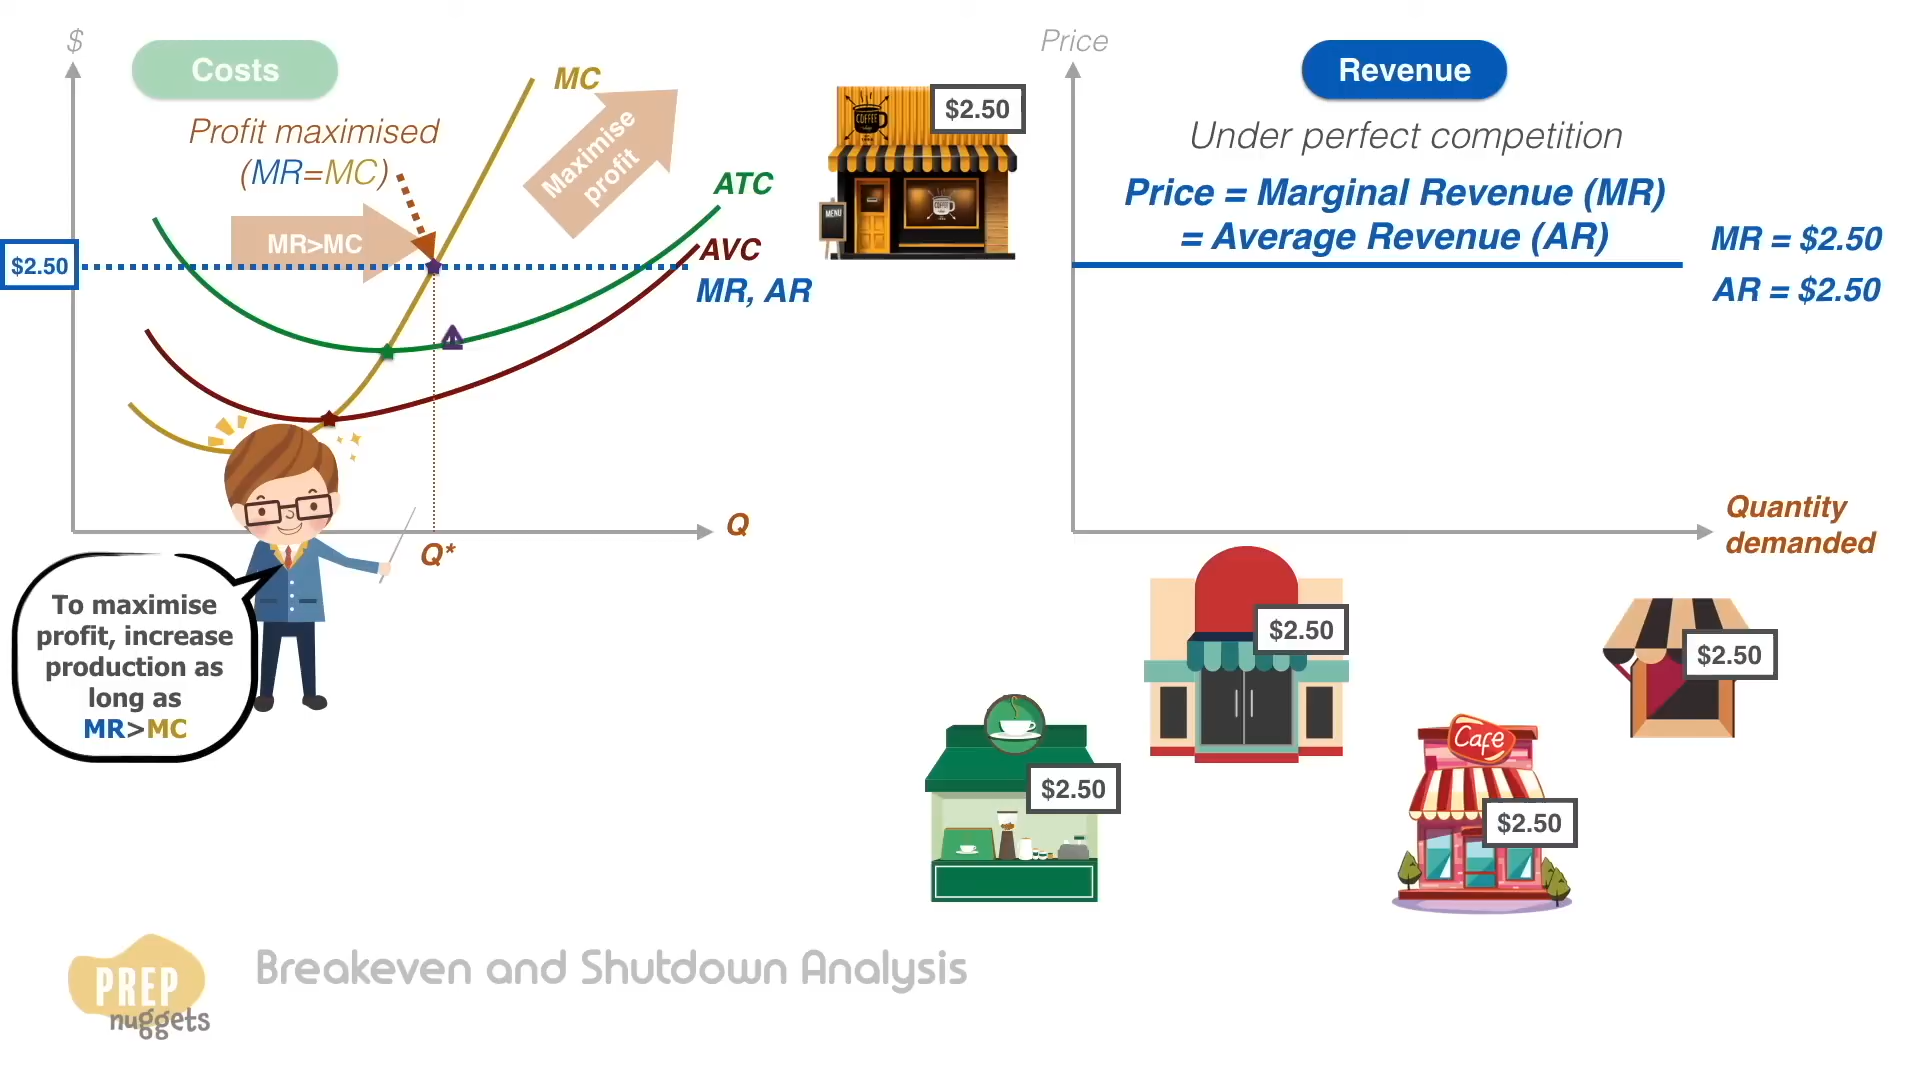 $
Costs
MC
Profit maximised
(MR=MC)
Maximise
profit
ATC
MR>MC
AVC
$2.50
MR, AR
Q
Q*
To maximise
profit, increase
production as
long as
MR>MC
COFFEE
$2.50
MENU
Price
Revenue
Under perfect competition
Price = Marginal Revenue (MR)
= Average Revenue (AR)
MR = $2.50
AR = $2.50
Quantity
demanded
$2.50
$2.50
Cafe
$2.50
$2.50
PREP
nuggets
Breakeven and Shutdown Analysis